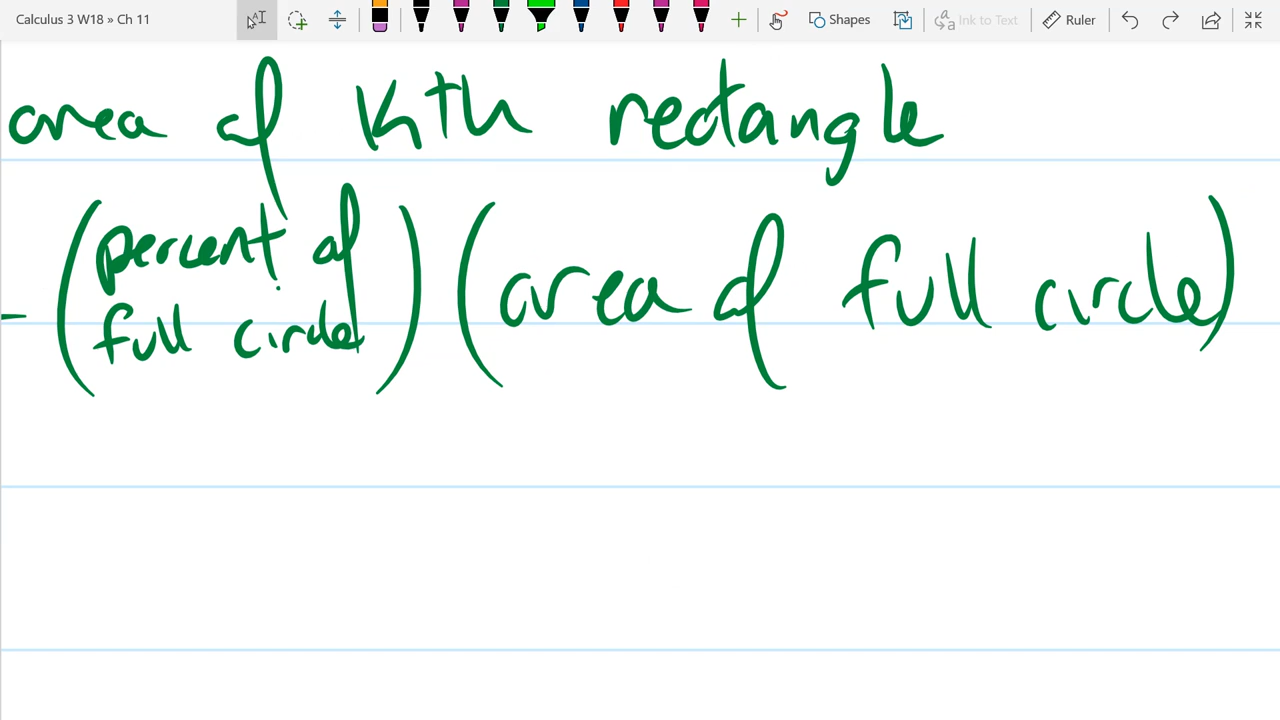 Calculus 3 W18 » Ch 11
Ink to Text
Shapes
Ruler
area of Kth rectangle
- (percent of full circle) (area of full circle)